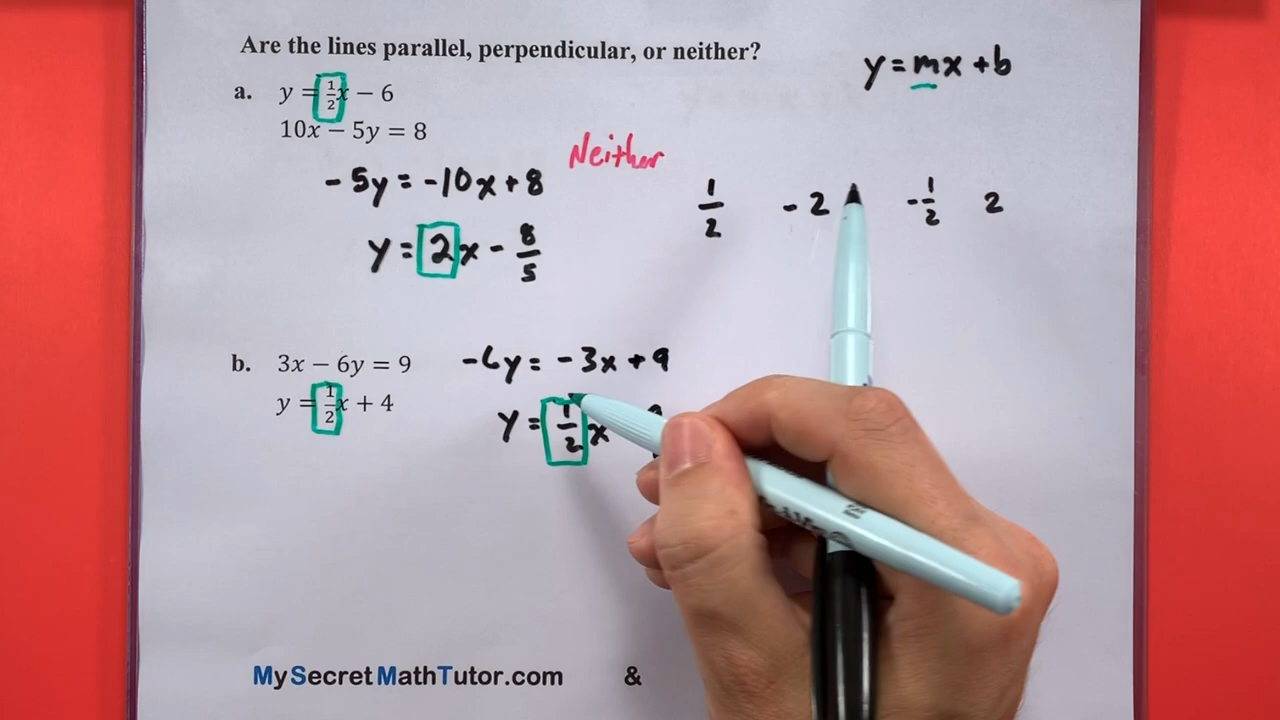 Are the lines parallel, perpendicular, or neither?
y = mx + b
a. y = 1/2x − 6
10x − 5y = 8
Neither
-5y = -10x + 8
1/2 -2 -1/2 2
y = 2x - 8/5
b. 3x − 6y = 9
-6y = -3x + 9
y = 1/2x + 4
y = 1/2 x
MySecretMathTutor.com &